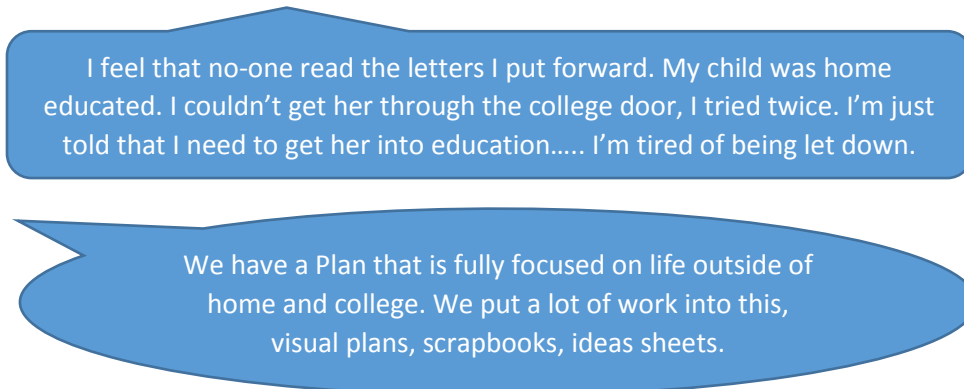 I feel that no-one read the letters I put forward. My child was home
educated. I couldn’t get her through the college door, I tried twice. I’m just
told that I need to get her into education….. I’m tired of being let down.
We have a Plan that is fully focused on life outside of
home and college. We put a lot of work into this,
visual plans, scrapbooks, ideas sheets.